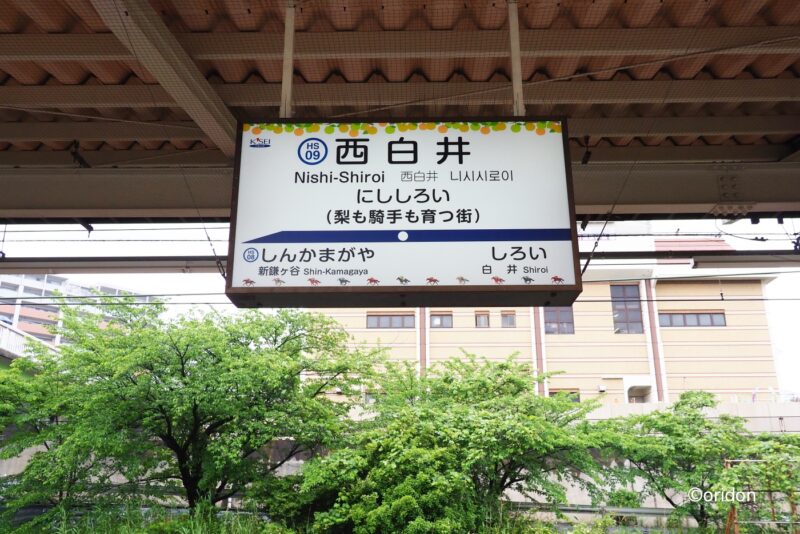 KSEI
HS 09 西白井
Nishi-Shiroi 西白井 니시시로이
にししろい
(梨も騎手も育つ街)
HS 08 しんかまがや しろい
新鎌ヶ谷 Shin-Kamagaya 白井 Shiroi
©oridon